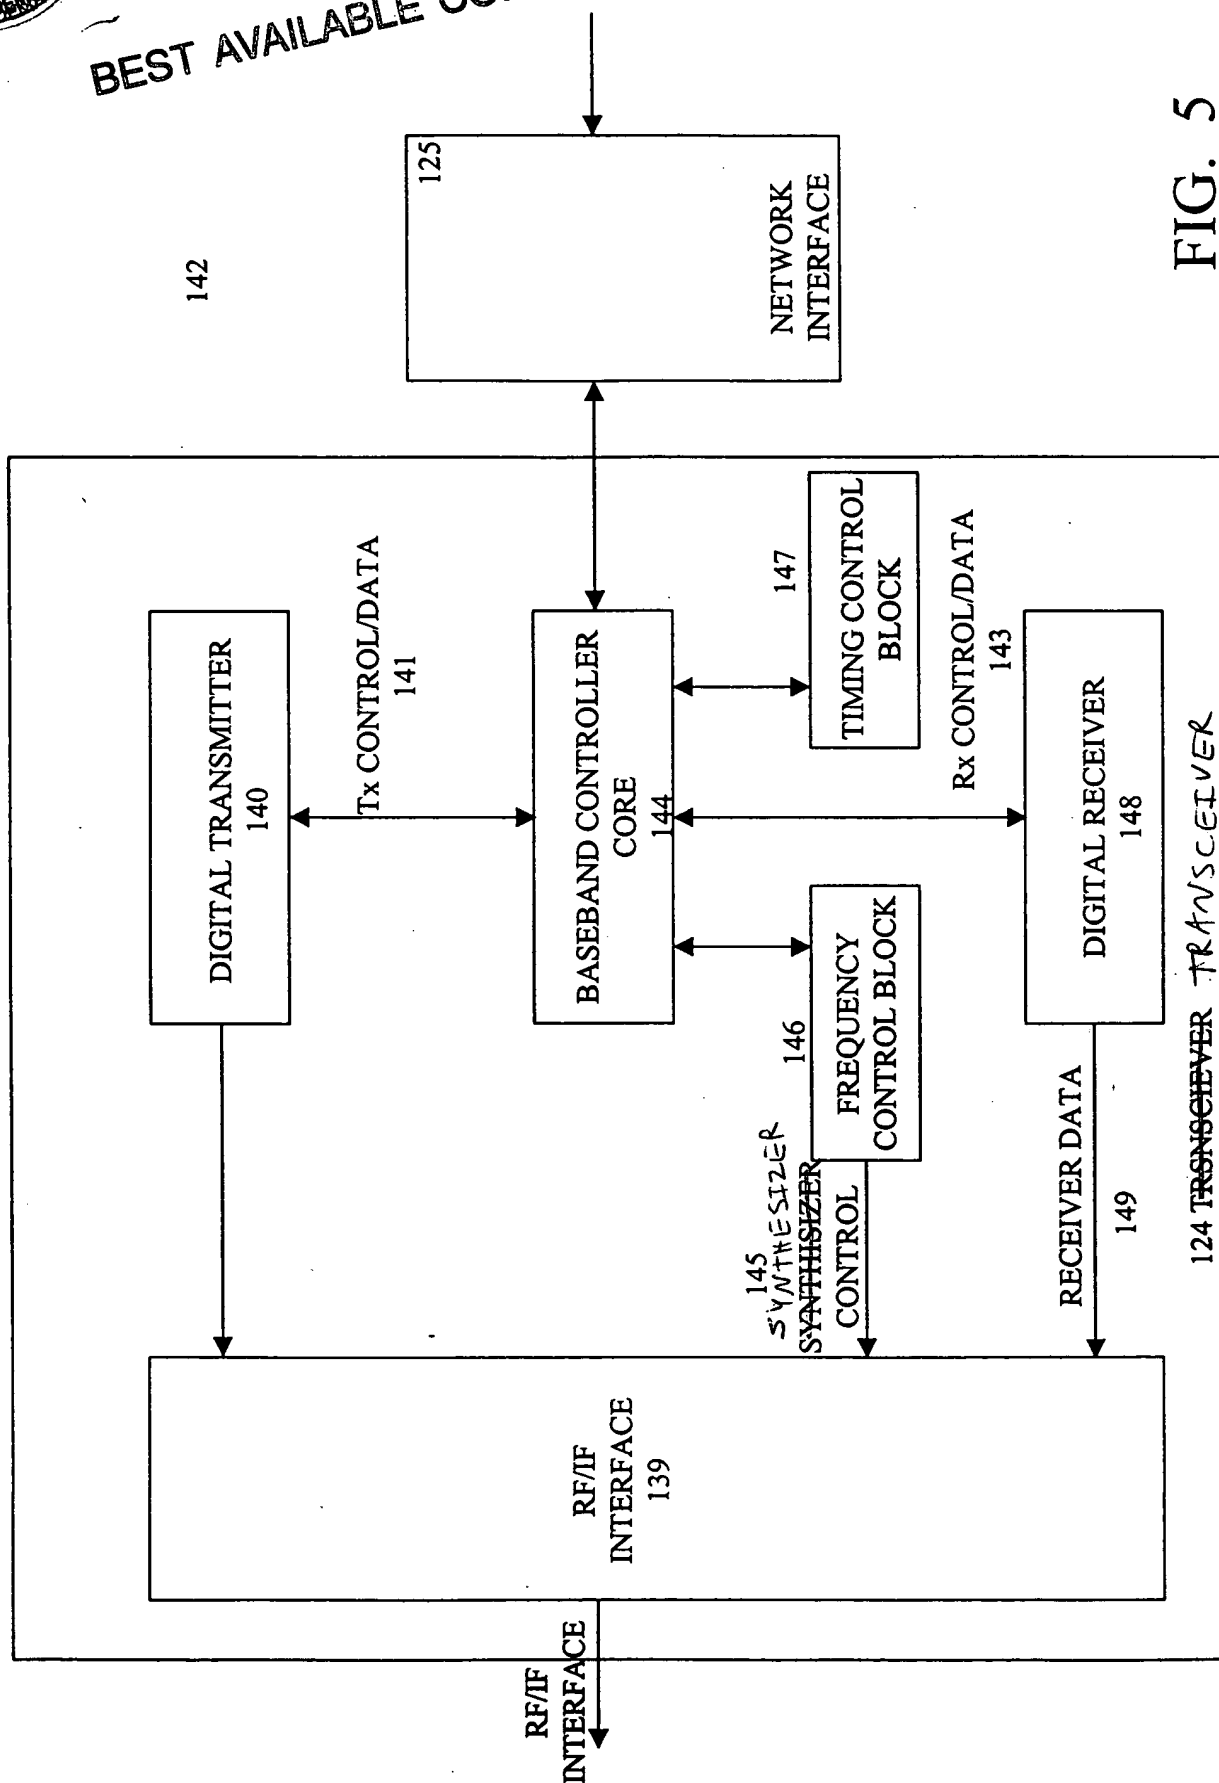 BEST AVAILABLE
142
125
NETWORK
INTERFACE
FIG. 5
DIGITAL TRANSMITTER
140
Tx CONTROL/DATA
141
BASEBAND CONTROLLER
CORE
144
147
TIMING CONTROL
BLOCK
Rx CONTROL/DATA
143
146
FREQUENCY
CONTROL BLOCK
145
SYNTHESIZER
SYNTHISIZER
CONTROL
DIGITAL RECEIVER
148
RECEIVER DATA
149
124 TRSNSCIEVER TRANSCEIVER
RF/IF
INTERFACE
139
RF/IF
INTERFACE